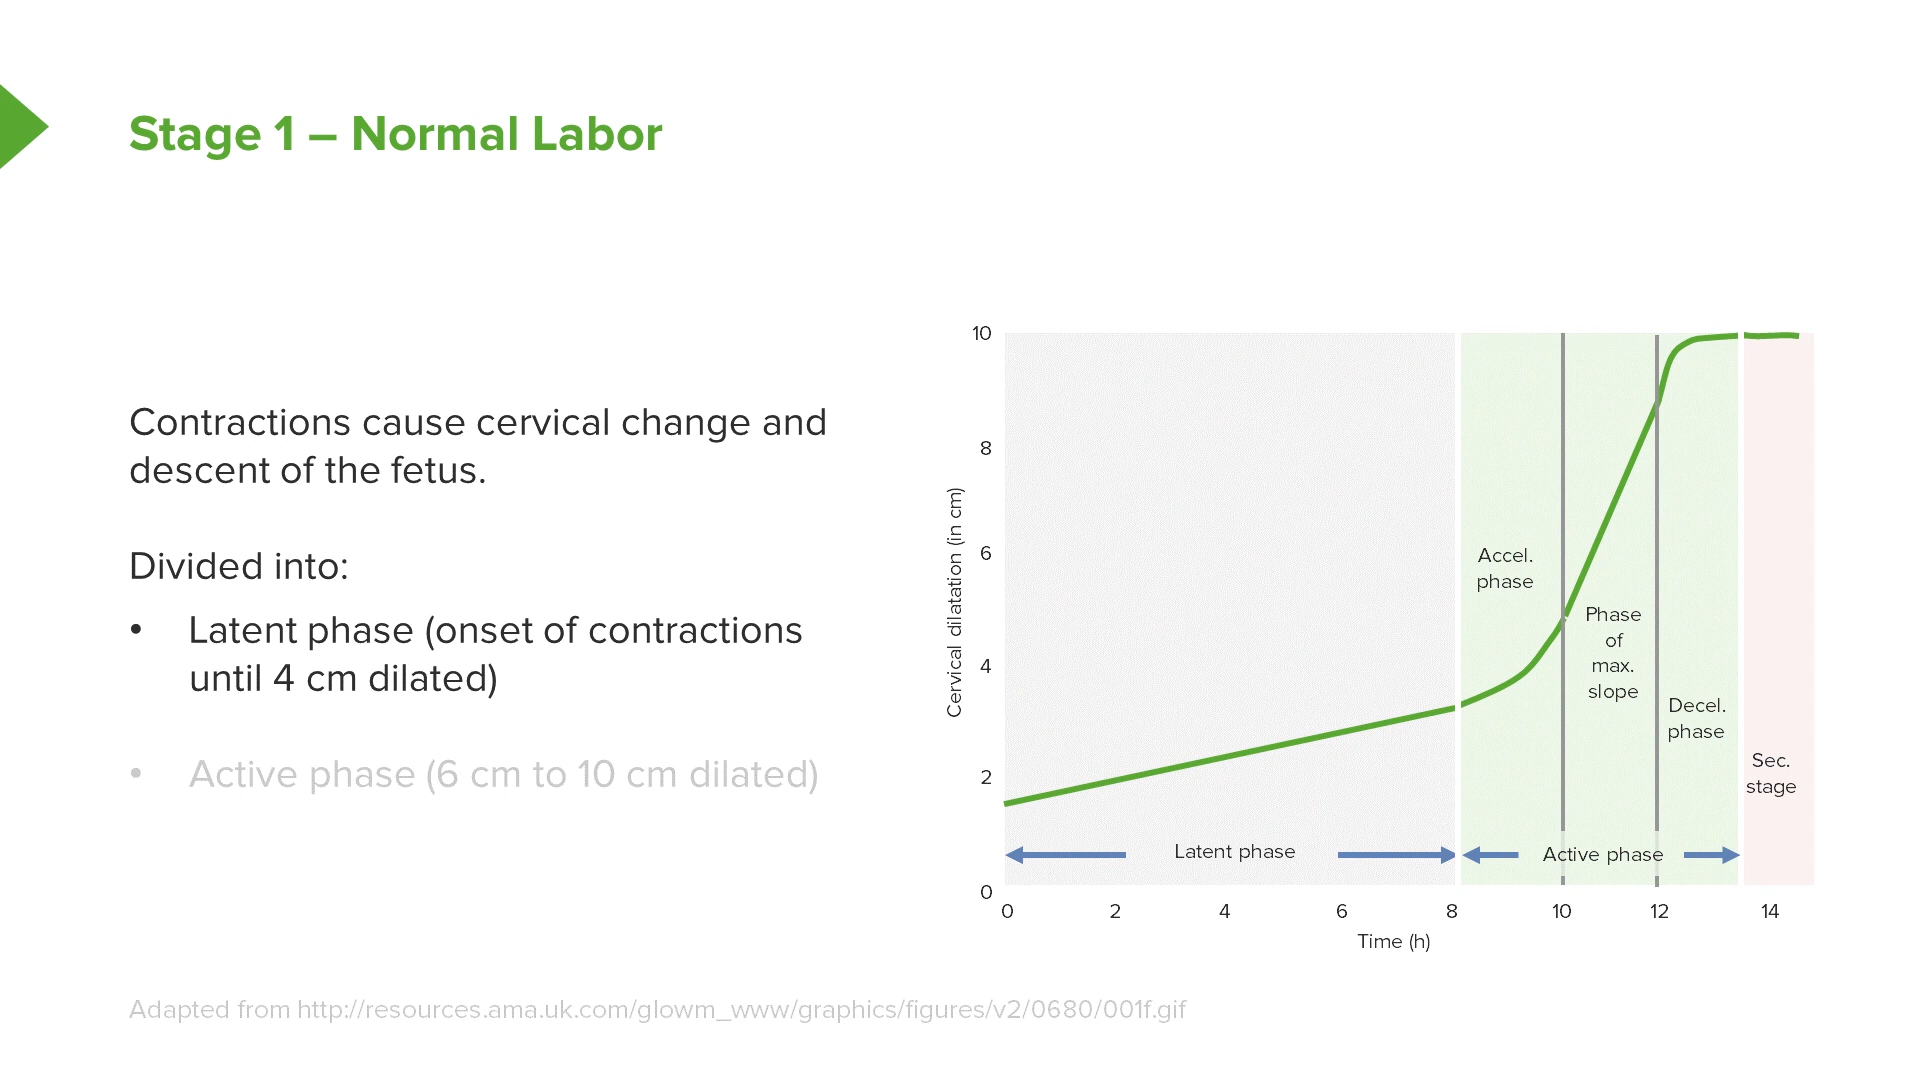 Stage 1 – Normal Labor
Contractions cause cervical change and
descent of the fetus.
Divided into:
• Latent phase (onset of contractions
until 4 cm dilated)
• Active phase (6 cm to 10 cm dilated)
Cervical dilatation (in cm)
10
8
6
4
2
0
Accel.
phase
Phase
of
max.
slope
Decel.
phase
Sec.
stage
Latent phase
Active phase
0 2 4 6 8 10 12 14
Time (h)
Adapted from http://resources.ama.uk.com/glowm_www/graphics/figures/v2/0680/001f.gif